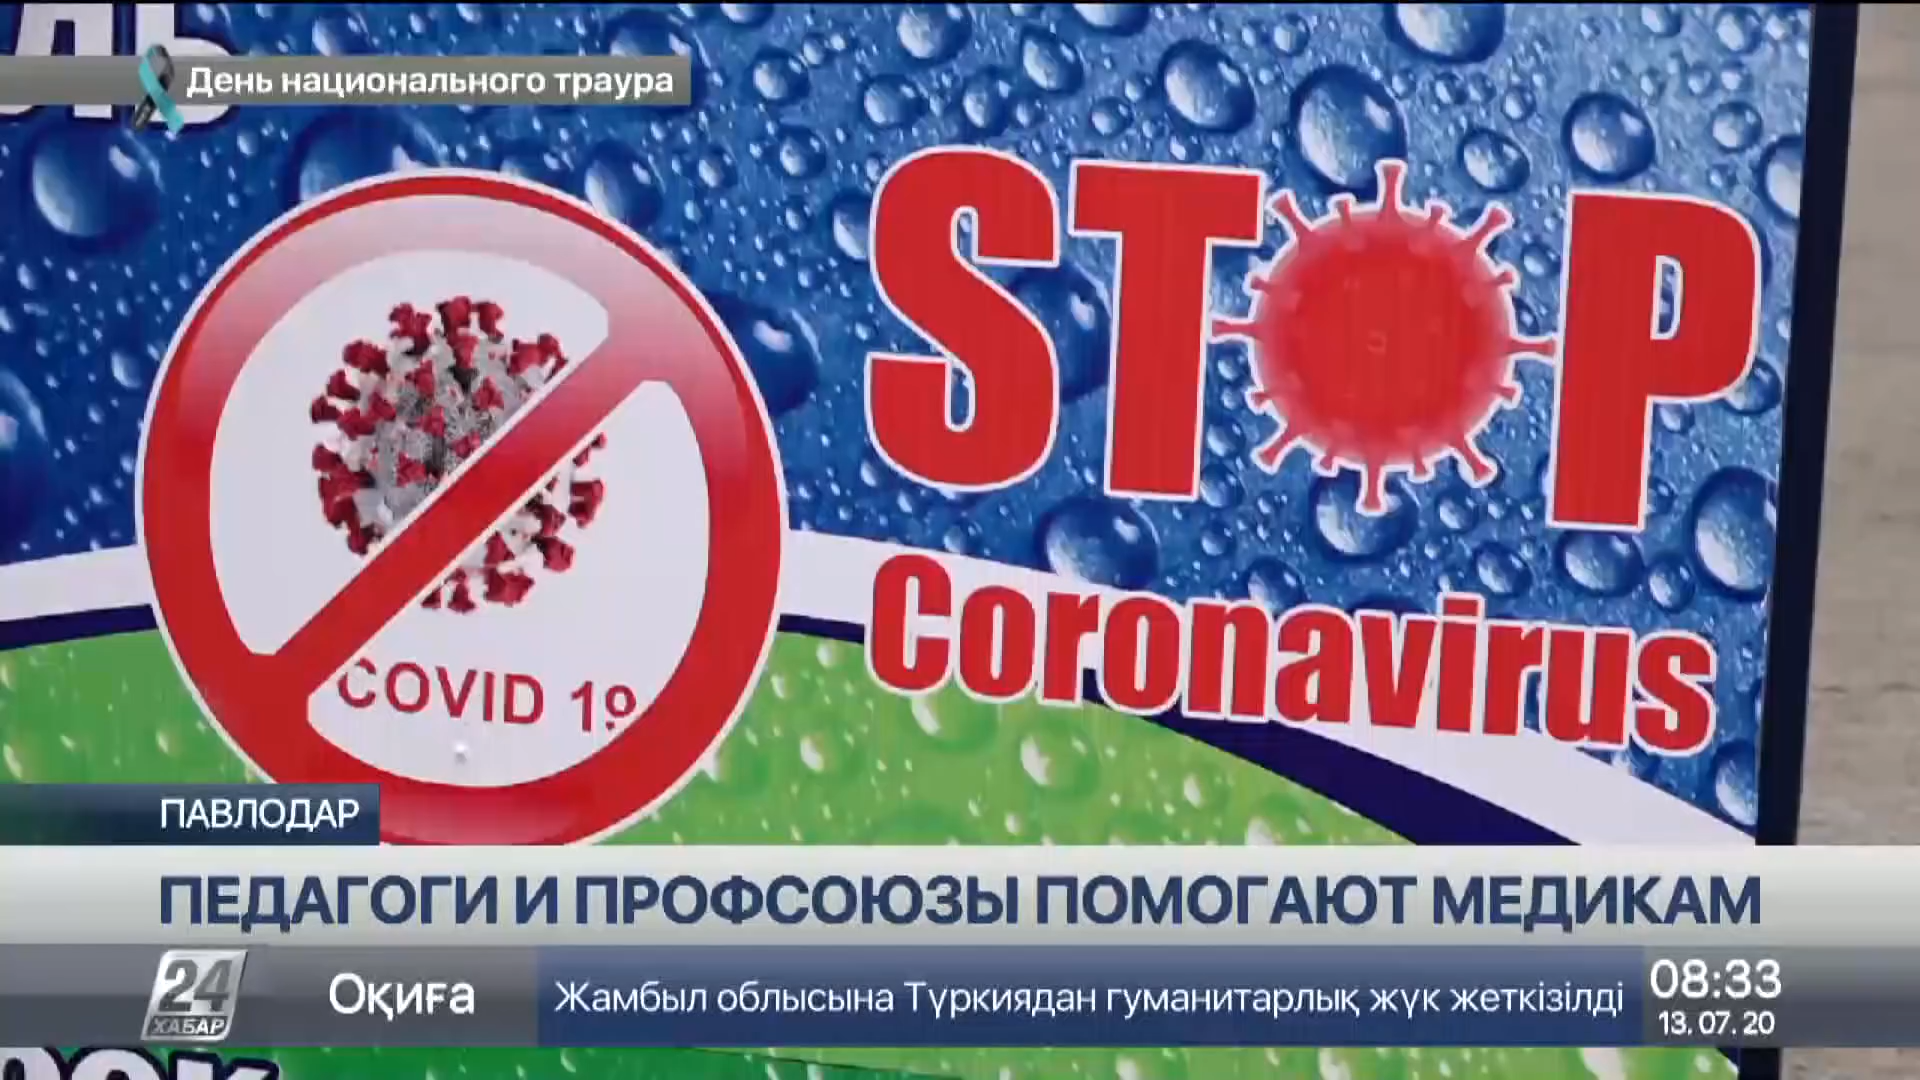 День национального траура
STOP
Coronavirus
COVID 19
ПАВЛОДАР
ПЕДАГОГИ И ПРОФСОЮЗЫ ПОМОГАЮТ МЕДИКАМ
24
ХАБАР
Оқиға
Жамбыл облысына Түркиядан гуманитарлық жүк жеткізілді
08:33
13.07.20